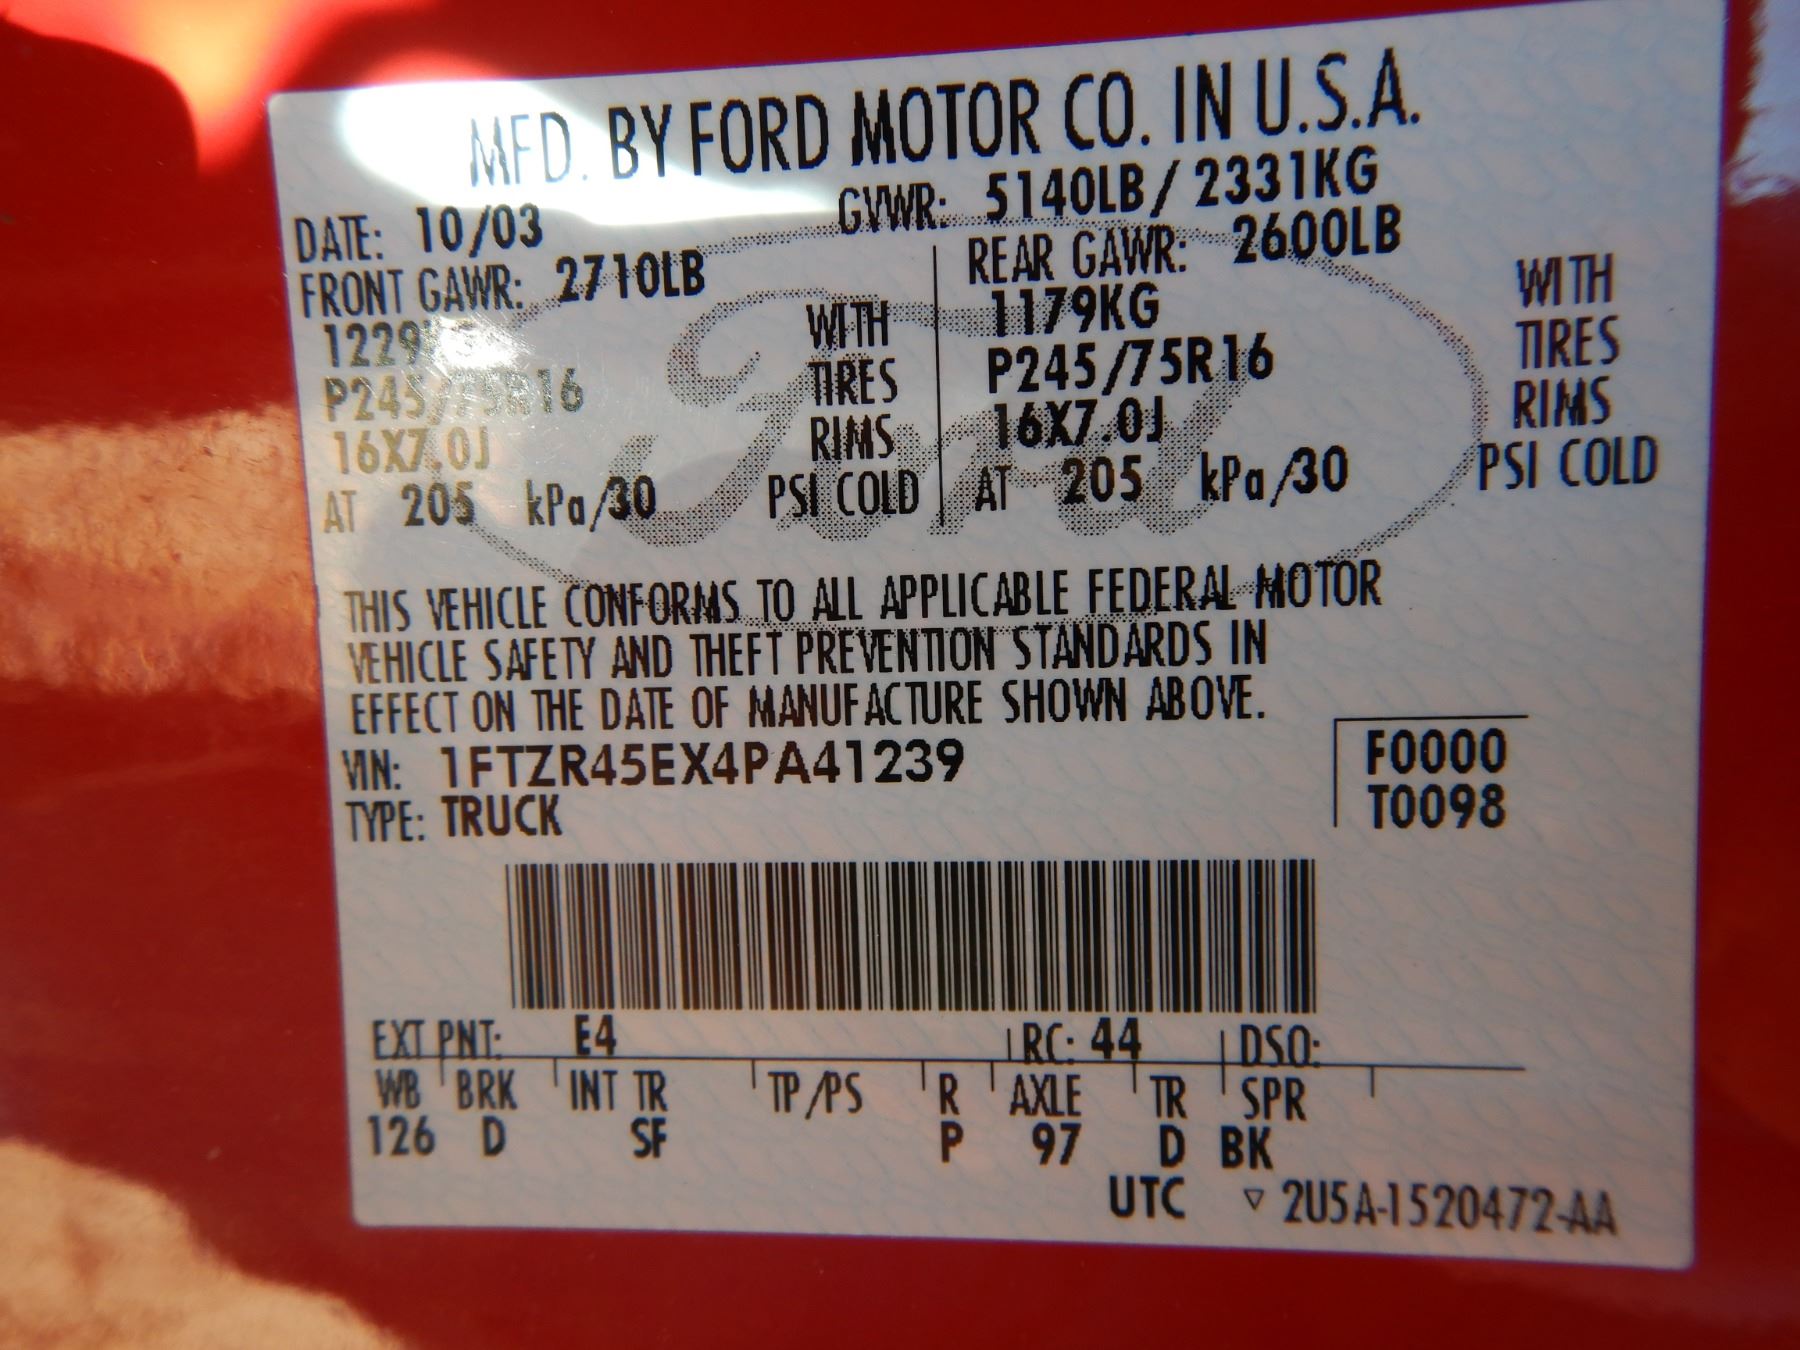 MFD. BY FORD MOTOR CO. IN U.S.A.
DATE: 10/03 GVWR: 5140LB / 2331KG
FRONT GAWR: 2710LB REAR GAWR: 2600LB
1229KG WITH 1179KG WITH
P245/75R16 TIRES P245/75R16 TIRES
16X7.0J RIMS 16X7.0J RIMS
AT 205 kPa/30 PSI COLD AT 205 kPa/30 PSI COLD
Ford
THIS VEHICLE CONFORMS TO ALL APPLICABLE FEDERAL MOTOR
VEHICLE SAFETY AND THEFT PREVENTION STANDARDS IN
EFFECT ON THE DATE OF MANUFACTURE SHOWN ABOVE.
VIN: 1FTZR45EX4PA41239 F0000
TYPE: TRUCK T0098
EXT PNT: E4 RC: 44 DSO:
WB BRK INT TR TP/PS R AXLE TR SPR
126 D SF P 97 D BK
UTC ▽ 2U5A-1520472-AA